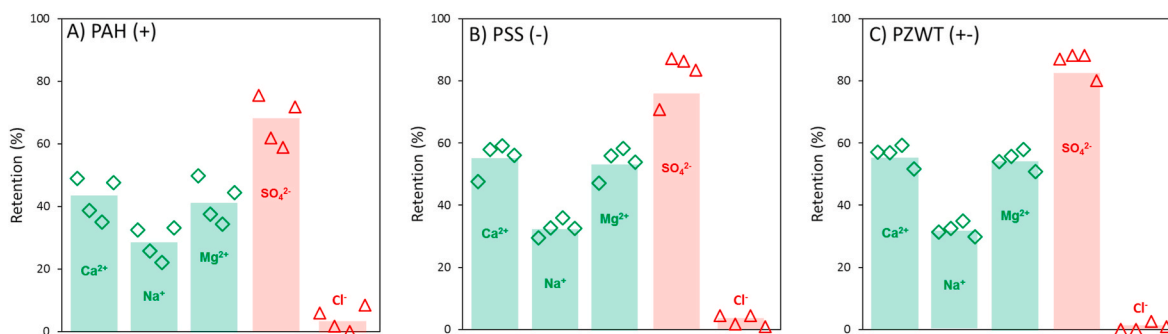 A) PAH (+)
Retention (%)
100
80
60
40
20
0
Ca²⁺
Na⁺
Mg²⁺
SO₄²⁻
Cl⁻
B) PSS (-)
Retention (%)
100
80
60
40
20
0
Ca²⁺
Na⁺
Mg²⁺
SO₄²⁻
Cl⁻
C) PZWT (+-)
Retention (%)
100
80
60
40
20
0
Ca²⁺
Na⁺
Mg²⁺
SO₄²⁻
Cl⁻